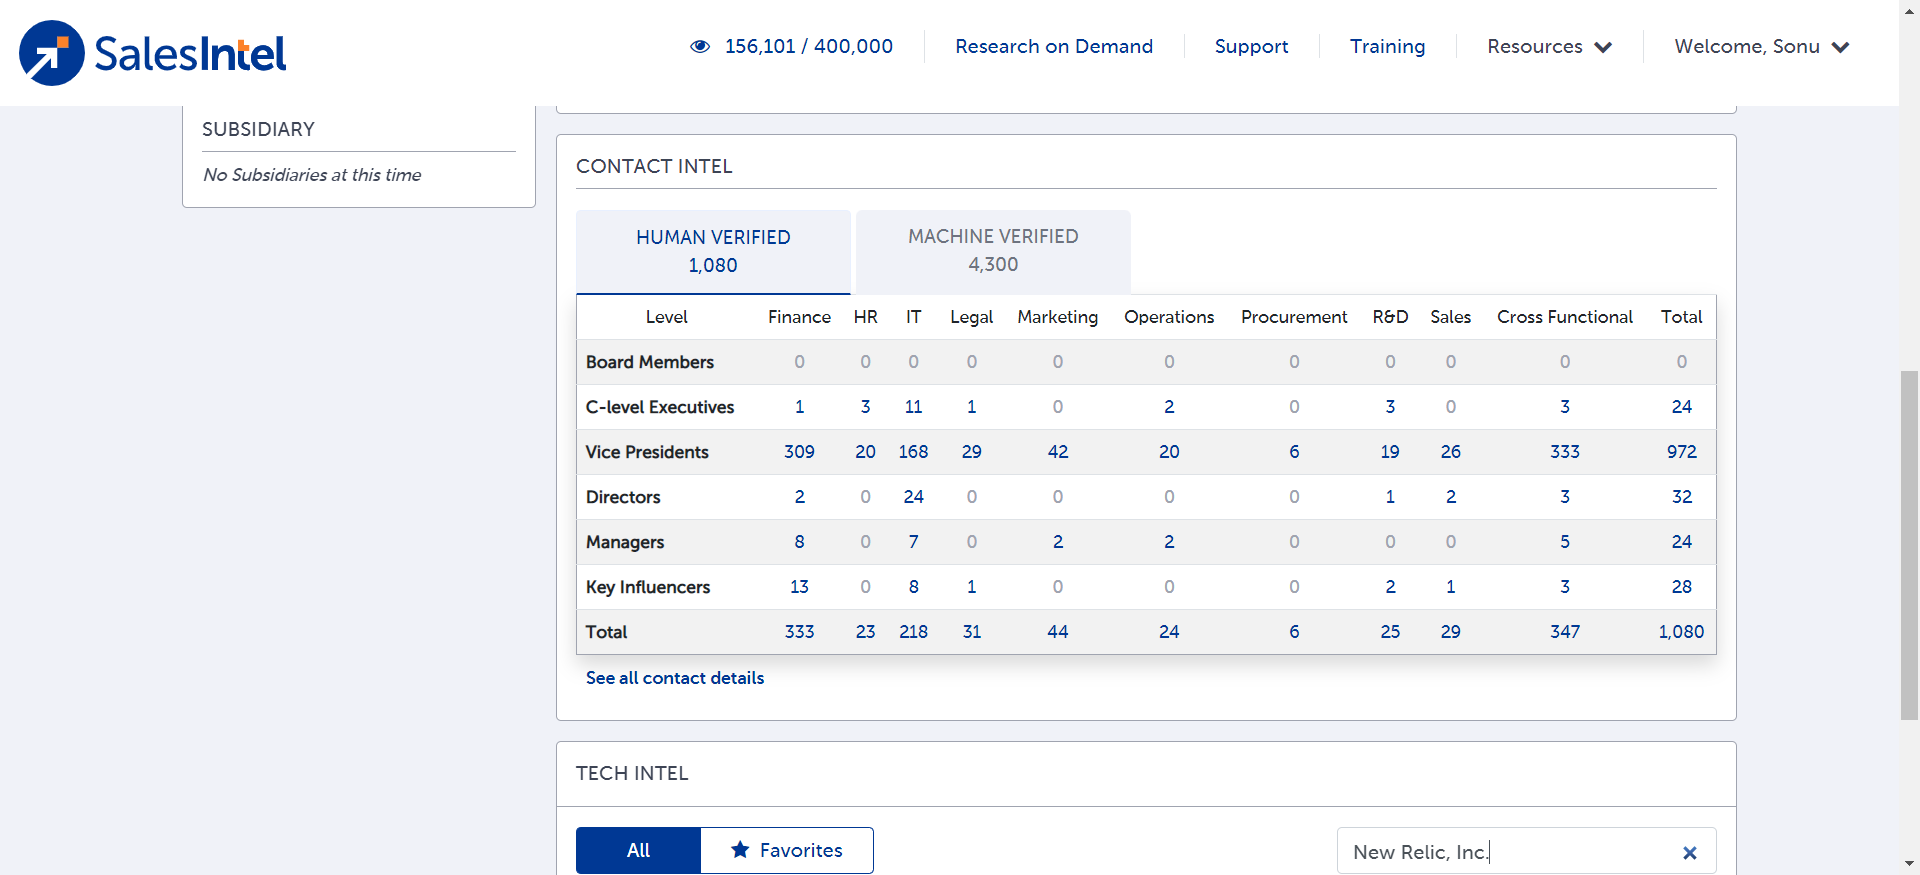 SalesIntel
156,101 / 400,000 Research on Demand Support Training Resources Welcome, Sonu
SUBSIDIARY
No Subsidiaries at this time
CONTACT INTEL
HUMAN VERIFIED
1,080
MACHINE VERIFIED
4,300
Level Finance HR IT Legal Marketing Operations Procurement R&D Sales Cross Functional Total
Board Members 0 0 0 0 0 0 0 0 0 0 0
C-level Executives 1 3 11 1 0 2 0 3 0 3 24
Vice Presidents 309 20 168 29 42 20 6 19 26 333 972
Directors 2 0 24 0 0 0 0 1 2 3 32
Managers 8 0 7 0 2 2 0 0 0 5 24
Key Influencers 13 0 8 1 0 0 0 2 1 3 28
Total 333 23 218 31 44 24 6 25 29 347 1,080
See all contact details
TECH INTEL
All Favorites New Relic, Inc.